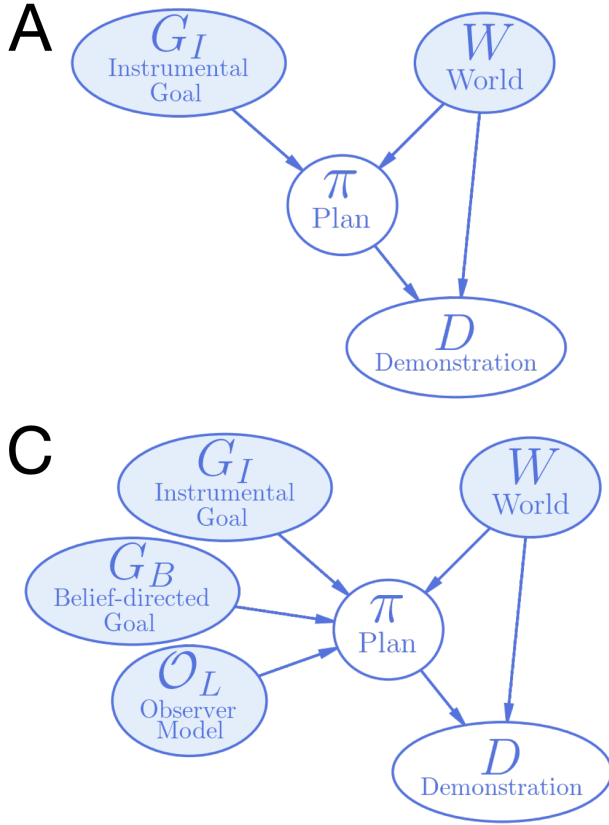 A
G_I
Instrumental
Goal
W
World
π
Plan
D
Demonstration
C
G_I
Instrumental
Goal
W
World
G_B
Belief-directed
Goal
π
Plan
𝒪_L
Observer
Model
D
Demonstration